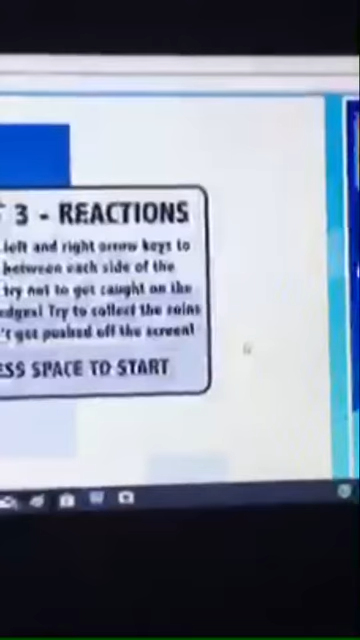 3 - REACTIONS
left and right arrow keys to
between each side of the
try not to get caught on the
edges! Try to collect the coins
't get pushed off the screen!
ESS SPACE TO START